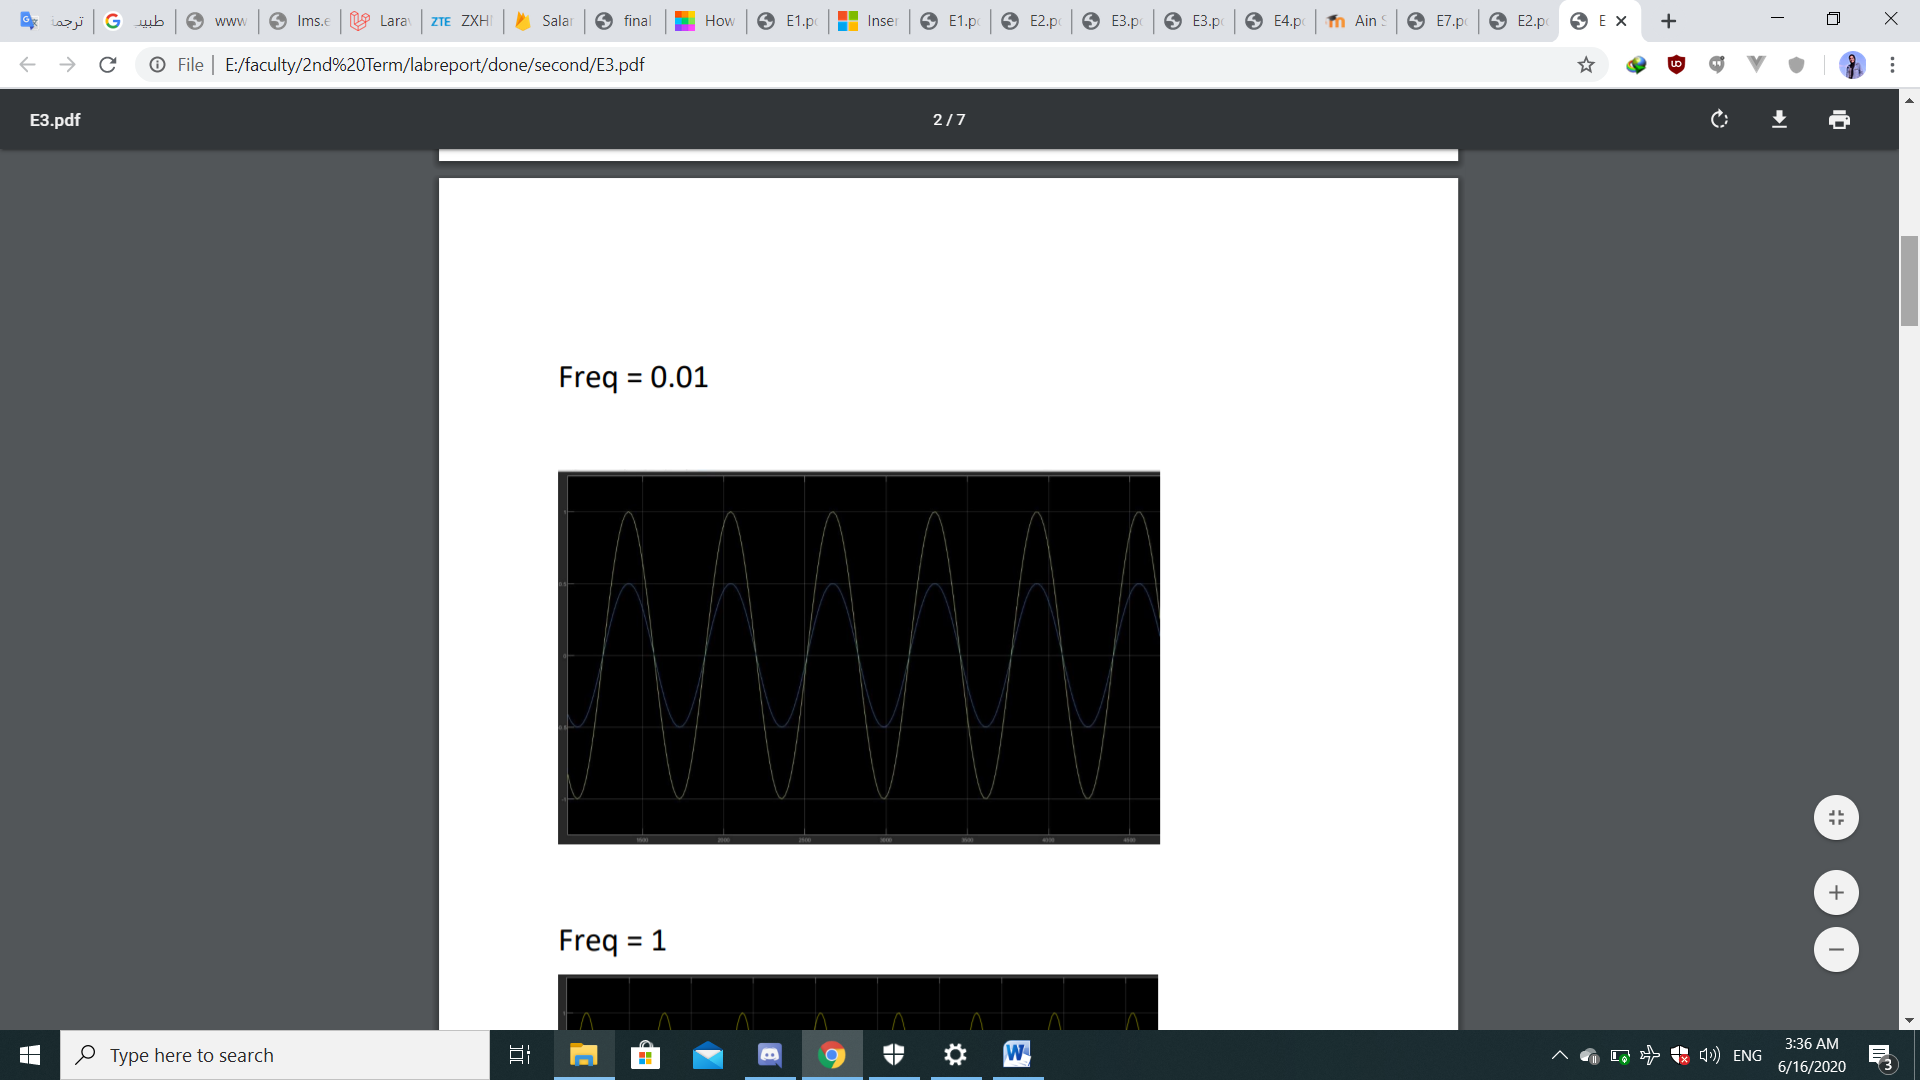 ترجمة
طبيـ
www
lms.e
Lara
ZTE ZXH
Salar
final
How
E1.p
Inser
E1.p
E2.p
E3.p
E3.p
E4.p
Ain S
E7.p
E2.p
E
File
E:/faculty/2nd%20Term/labreport/done/second/E3.pdf
E3.pdf
2 / 7
Freq = 0.01
Freq = 1
Type here to search
ENG
3:36 AM
6/16/2020
3